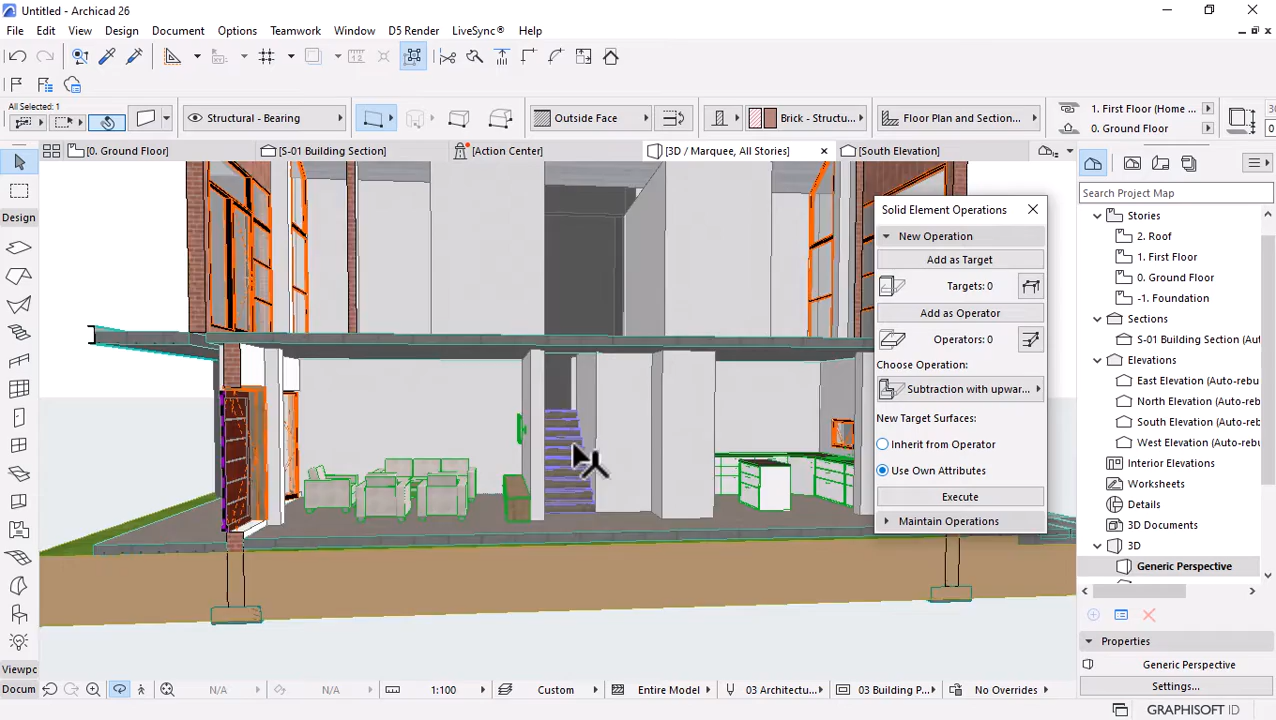 Untitled - Archicad 26
File Edit View Design Document Options Teamwork Window D5 Render LiveSync® Help
All Selected: 1
Structural - Bearing
Outside Face
Brick - Structu...
Floor Plan and Section...
1. First Floor (Home ...
0. Ground Floor
[0. Ground Floor]
[S-01 Building Section]
[Action Center]
[3D / Marquee, All Stories]
[South Elevation]
Design
Viewpc
Docum
Solid Element Operations
New Operation
Add as Target
Targets: 0
Add as Operator
Operators: 0
Choose Operation:
Subtraction with upwar...
New Target Surfaces:
Inherit from Operator
Use Own Attributes
Execute
Maintain Operations
Search Project Map
Stories
2. Roof
1. First Floor
0. Ground Floor
-1. Foundation
Sections
S-01 Building Section (Aut
Elevations
East Elevation (Auto-rebu
North Elevation (Auto-reb
South Elevation (Auto-reb
West Elevation (Auto-rebu
Interior Elevations
Worksheets
Details
3D Documents
3D
Generic Perspective
Properties
Generic Perspective
Settings...
N/A
N/A
1:100
Custom
Entire Model
03 Architectu...
03 Building P...
No Overrides
GRAPHISOFT ID